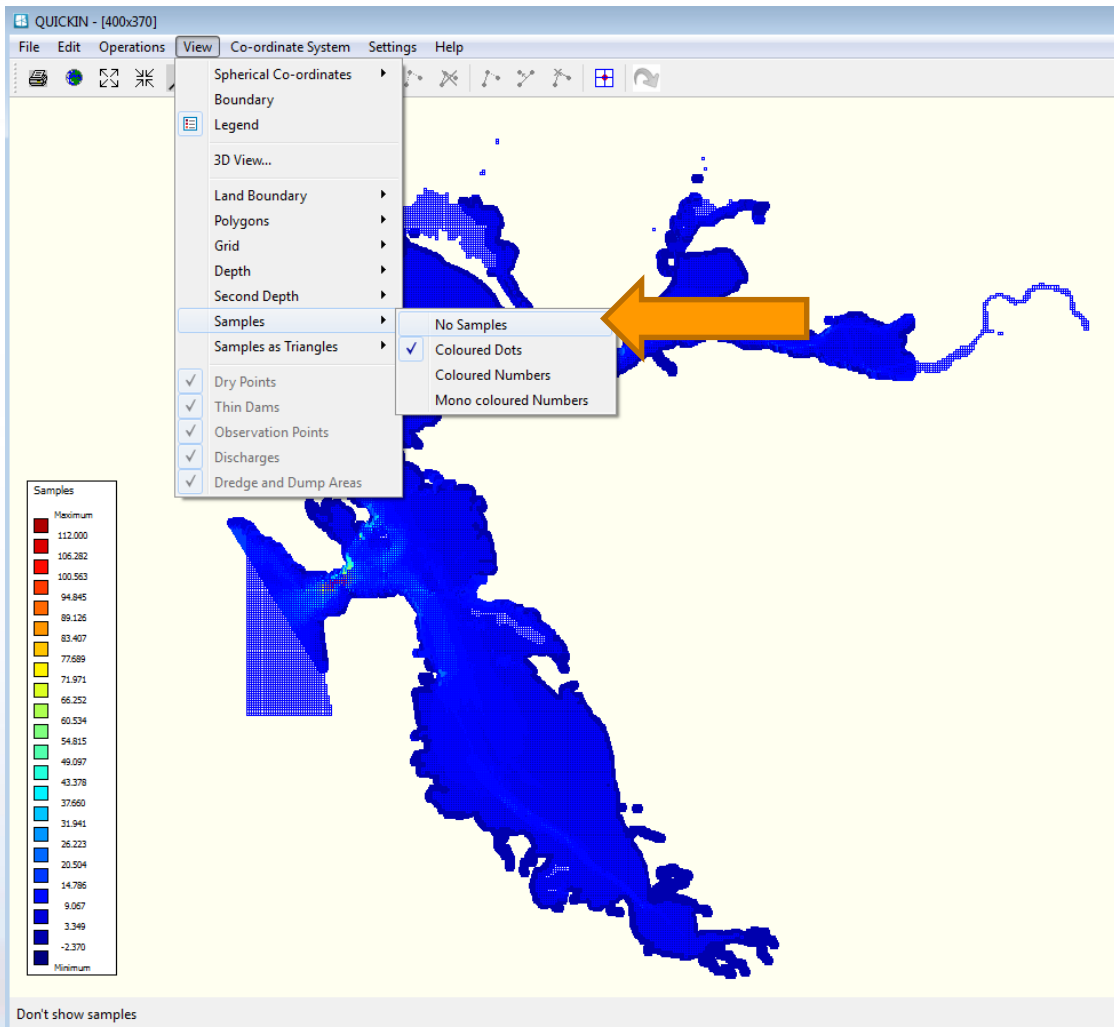 QUICKIN - [400x370]
File Edit Operations View Co-ordinate System Settings Help
Spherical Co-ordinates
Boundary
Legend
3D View...
Land Boundary
Polygons
Grid
Depth
Second Depth
Samples
Samples as Triangles
Dry Points
Thin Dams
Observation Points
Discharges
Dredge and Dump Areas
No Samples
Coloured Dots
Coloured Numbers
Mono coloured Numbers
Samples
Maximum
112.000
106.282
100.563
94.845
89.126
83.407
77.689
71.971
66.252
60.534
54.815
49.097
43.378
37.660
31.941
26.223
20.504
14.786
9.067
3.349
-2.370
Minimum
Don't show samples